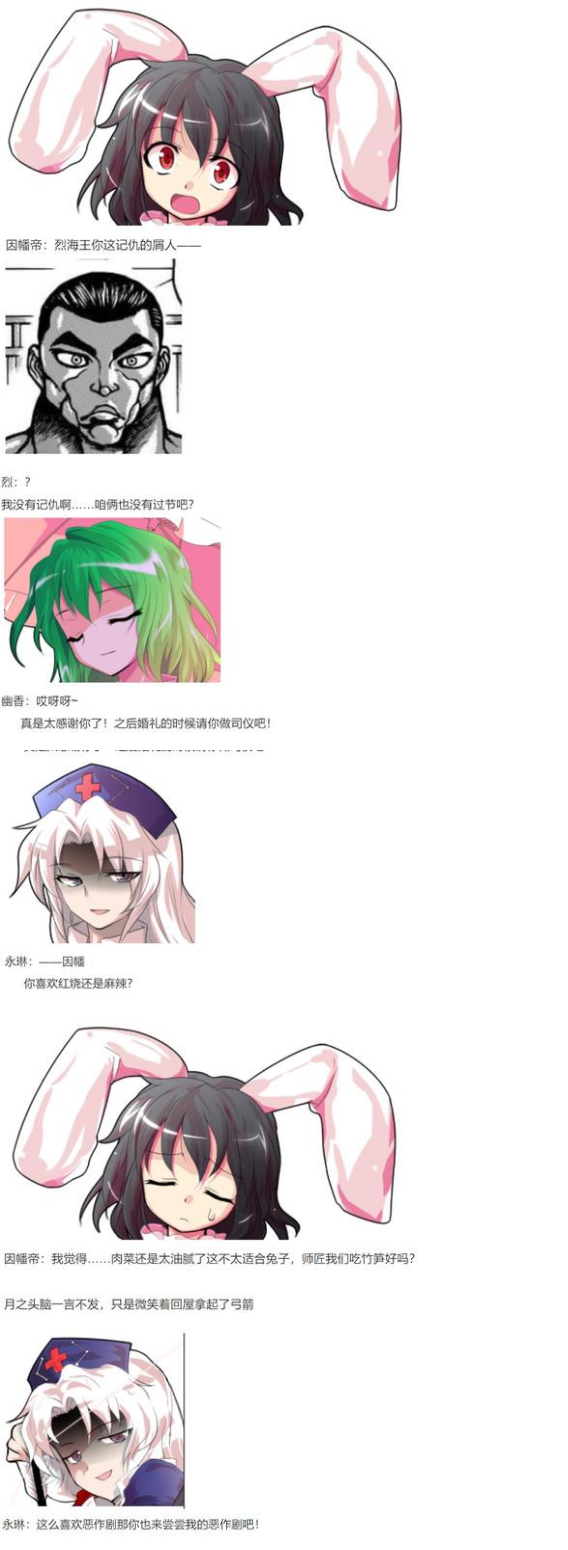 因幡帝：烈海王你这记仇的屑人——
烈：？
我没有记仇啊……咱俩也没有过节吧？
幽香：哎呀呀~
真是太感谢你了！之后婚礼的时候请你做司仪吧！
永琳：——因幡
你喜欢红烧还是麻辣？
因幡帝：我觉得……肉菜还是太油腻了这不太适合兔子，师匠我们吃竹笋好吗？
月之头脑一言不发，只是微笑着回屋拿起了弓箭
永琳：这么喜欢恶作剧那你也来尝尝我的恶作剧吧！